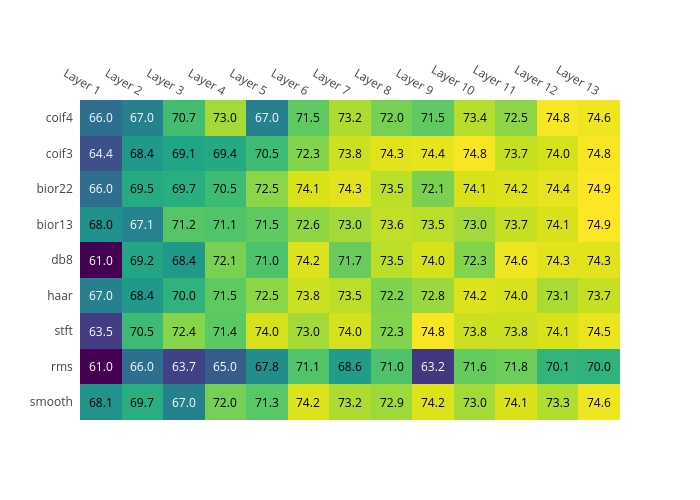 Layer 1 Layer 2 Layer 3 Layer 4 Layer 5 Layer 6 Layer 7 Layer 8 Layer 9 Layer 10 Layer 11 Layer 12 Layer 13
coif4 66.0 67.0 70.7 73.0 67.0 71.5 73.2 72.0 71.5 73.4 72.5 74.8 74.6
coif3 64.4 68.4 69.1 69.4 70.5 72.3 73.8 74.3 74.4 74.8 73.7 74.0 74.8
bior22 66.0 69.5 69.7 70.5 72.5 74.1 74.3 73.5 72.1 74.1 74.2 74.4 74.9
bior13 68.0 67.1 71.2 71.1 71.5 72.6 73.0 73.6 73.5 73.0 73.7 74.1 74.9
db8 61.0 69.2 68.4 72.1 71.0 74.2 71.7 73.5 74.0 72.3 74.6 74.3 74.3
haar 67.0 68.4 70.0 71.5 72.5 73.8 73.5 72.2 72.8 74.2 74.0 73.1 73.7
stft 63.5 70.5 72.4 71.4 74.0 73.0 74.0 72.3 74.8 73.8 73.8 74.1 74.5
rms 61.0 66.0 63.7 65.0 67.8 71.1 68.6 71.0 63.2 71.6 71.8 70.1 70.0
smooth 68.1 69.7 67.0 72.0 71.3 74.2 73.2 72.9 74.2 73.0 74.1 73.3 74.6